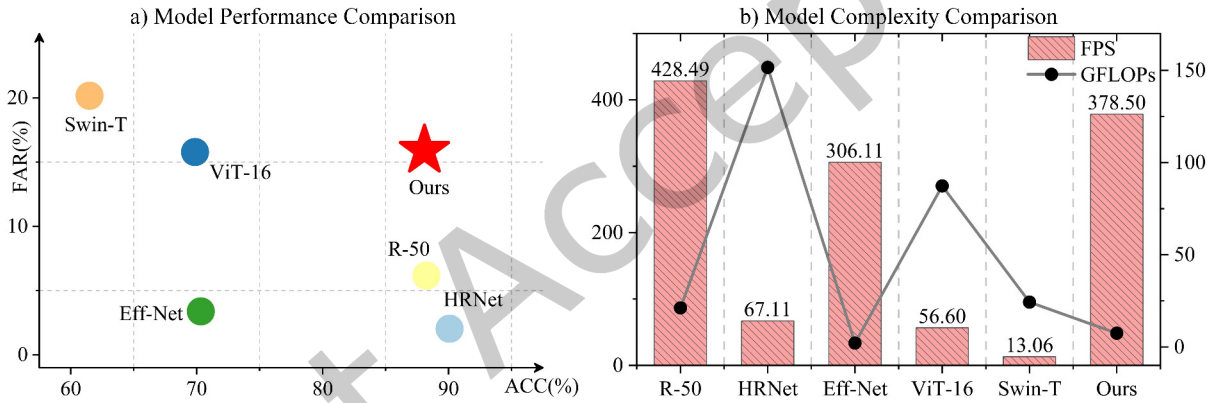 a) Model Performance Comparison
FAR(%)
20
10
0
60
70
80
90
ACC(%)
Swin-T
ViT-16
Ours
R-50
HRNet
Eff-Net
b) Model Complexity Comparison
FPS
GFLOPs
400
200
0
150
100
50
0
428.49
67.11
306.11
56.60
13.06
378.50
R-50
HRNet
Eff-Net
ViT-16
Swin-T
Ours
t Accep